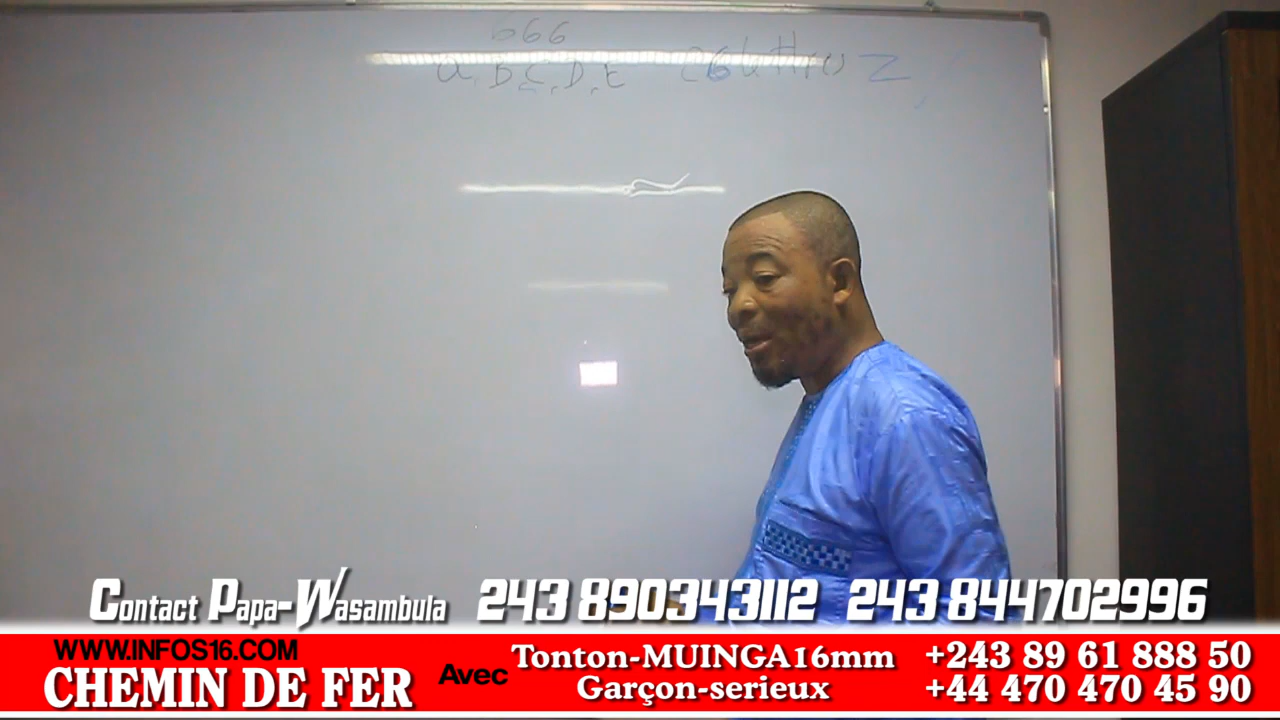 666
a, B, C, D, E
Z
Contact Papa-Wasambula 243 890343112 243 844702996
WWW.INFOS16.COM
CHEMIN DE FER
Avec
Tonton-MUINGA16mm
Garçon-serieux
+243 89 61 888 50
+44 470 470 45 90